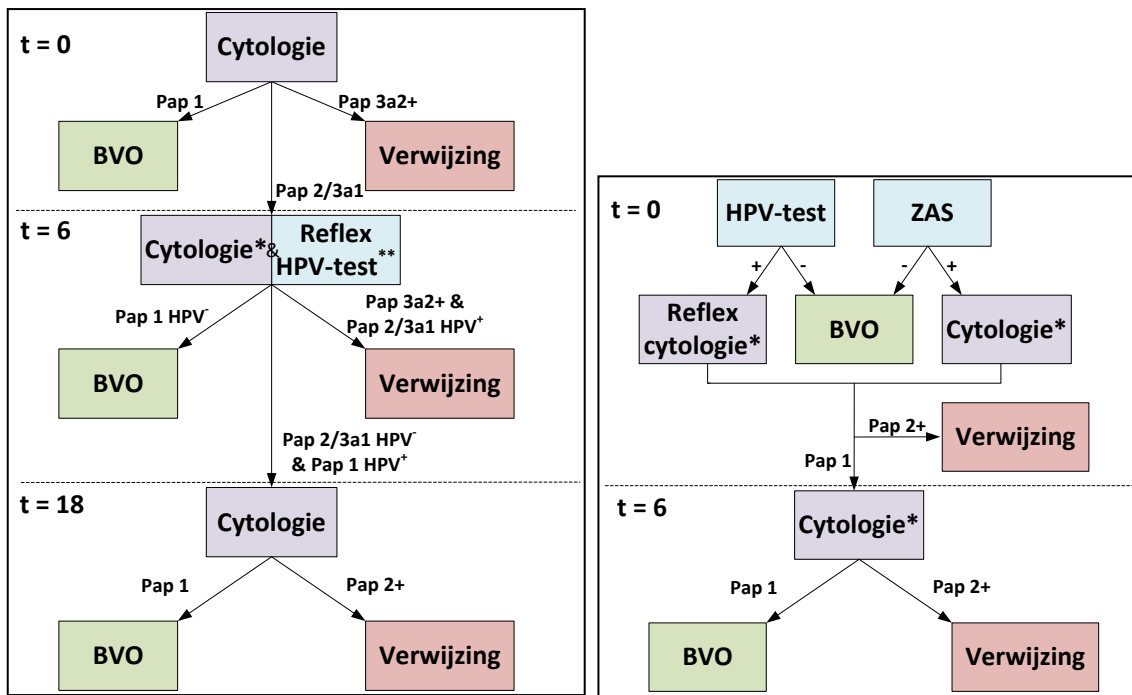 t = 0
Cytologie
Pap 1
Pap 3a2+
BVO
Verwijzing
Pap 2/3a1
t = 6
Cytologie*&
Reflex
HPV-test**
Pap 1 HPV-
Pap 3a2+ &
Pap 2/3a1 HPV+
BVO
Verwijzing
Pap 2/3a1 HPV-
& Pap 1 HPV+
t = 18
Cytologie
Pap 1
Pap 2+
BVO
Verwijzing
t = 0
HPV-test
ZAS
+
-
-
+
Reflex
cytologie*
BVO
Cytologie*
Pap 2+
Verwijzing
Pap 1
t = 6
Cytologie*
Pap 1
Pap 2+
BVO
Verwijzing